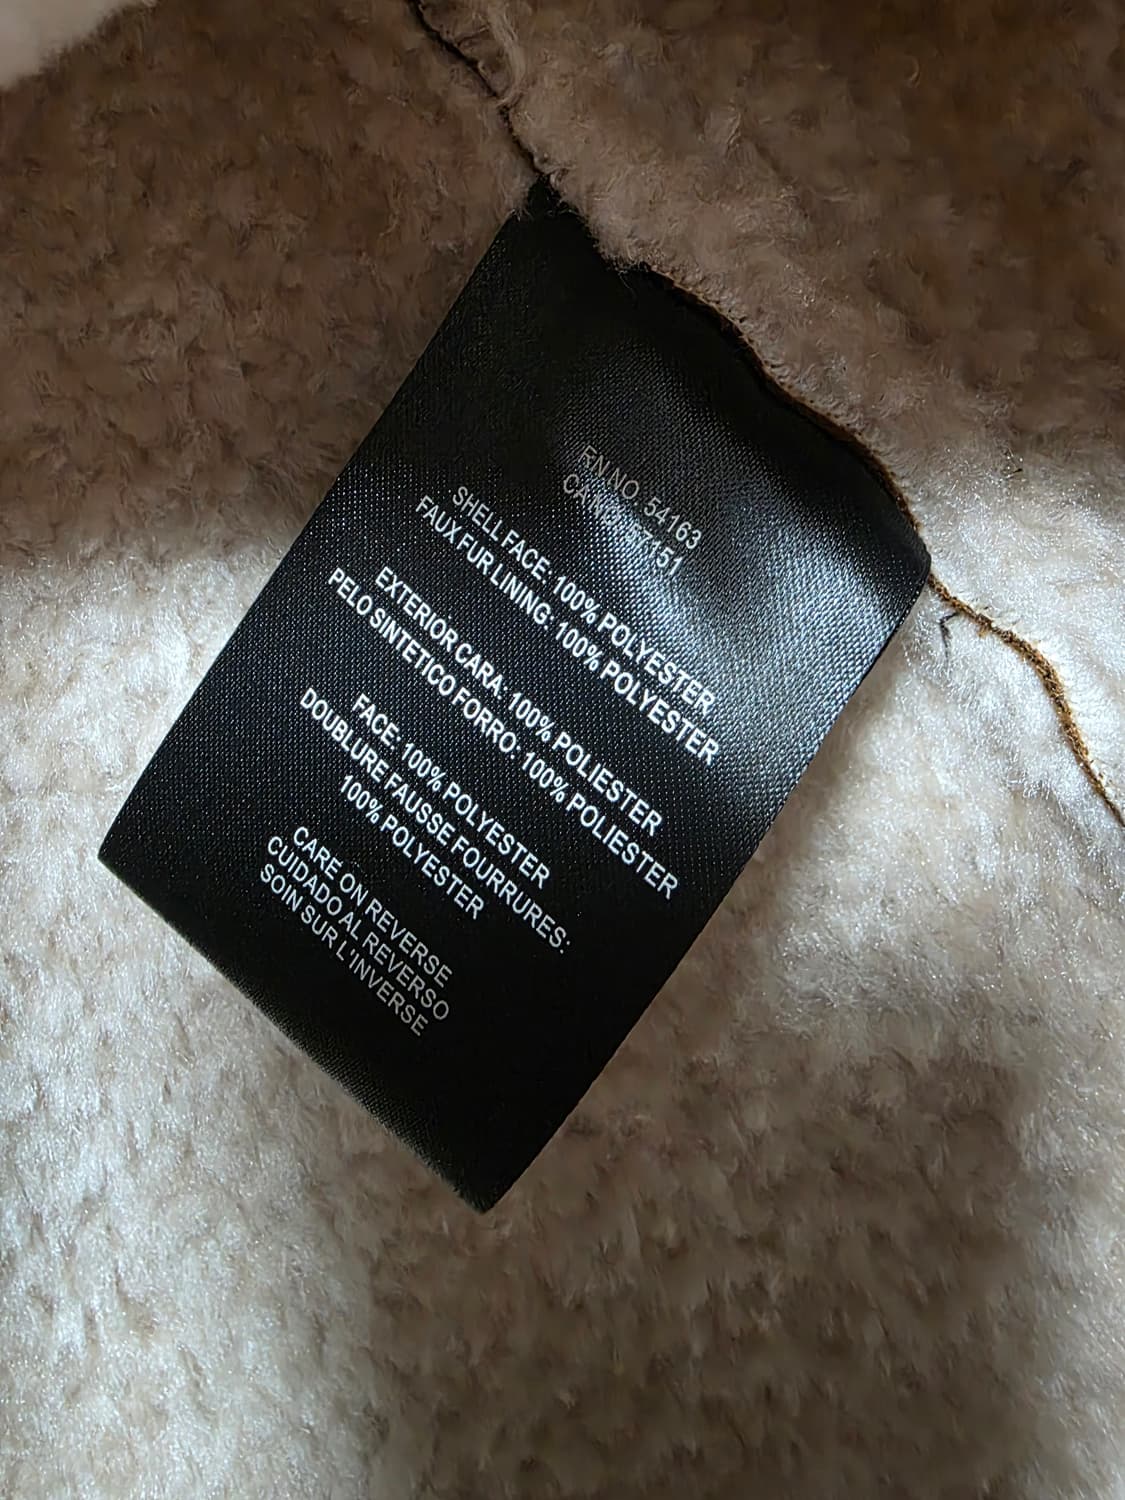 RN NO. 54163
SHELL FACE: 100% POLYESTER
FAUX FUR LINING: 100% POLYESTER
EXTERIOR CARA: 100% POLIESTER
PELO SINTETICO FORRO: 100% POLIESTER
FACE: 100% POLYESTER
DOUBLURE FAUSSE FOURRURES:
100% POLYESTER
CARE ON REVERSE
CUIDADO AL REVERSO
SOIN SUR L'INVERSE